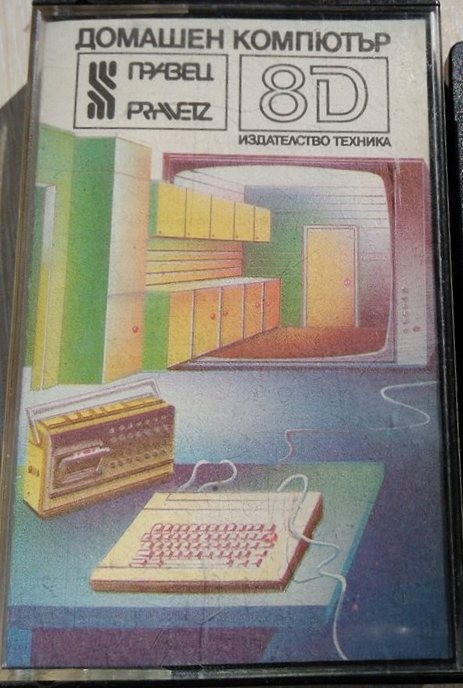 ДОМАШЕН КОМПЮТЪР
ПРАВЕЦ
PRAVETZ
8D
ИЗДАТЕЛСТВО ТЕХНИКА